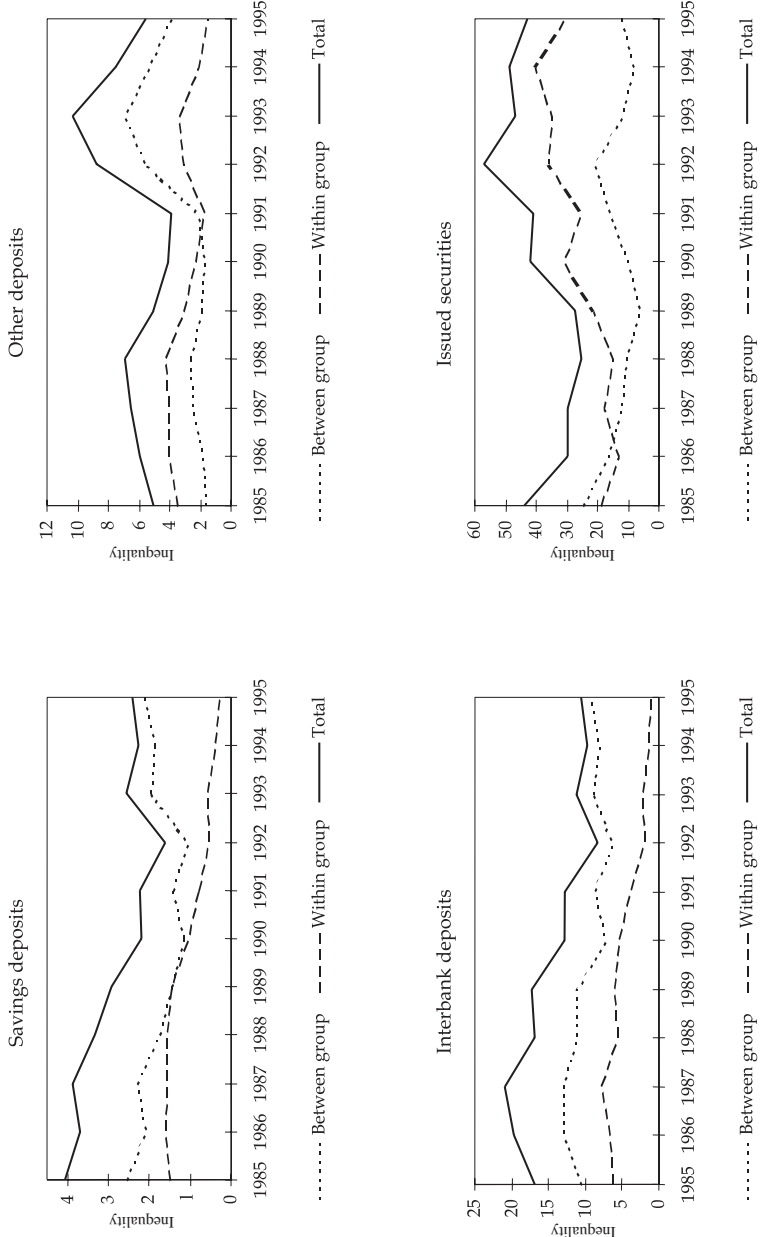 Savings deposits
Inequality
4
3
2
1
0
1985 1986 1987 1988 1989 1990 1991 1992 1993 1994 1995
Between group Within group Total
Other deposits
Inequality
12
10
8
6
4
2
0
1985 1986 1987 1988 1989 1990 1991 1992 1993 1994 1995
Between group Within group Total
Interbank deposits
Inequality
25
20
15
10
5
0
1985 1986 1987 1988 1989 1990 1991 1992 1993 1994 1995
Between group Within group Total
Issued securities
Inequality
60
50
40
30
20
10
0
1985 1986 1987 1988 1989 1990 1991 1992 1993 1994 1995
Between group Within group Total